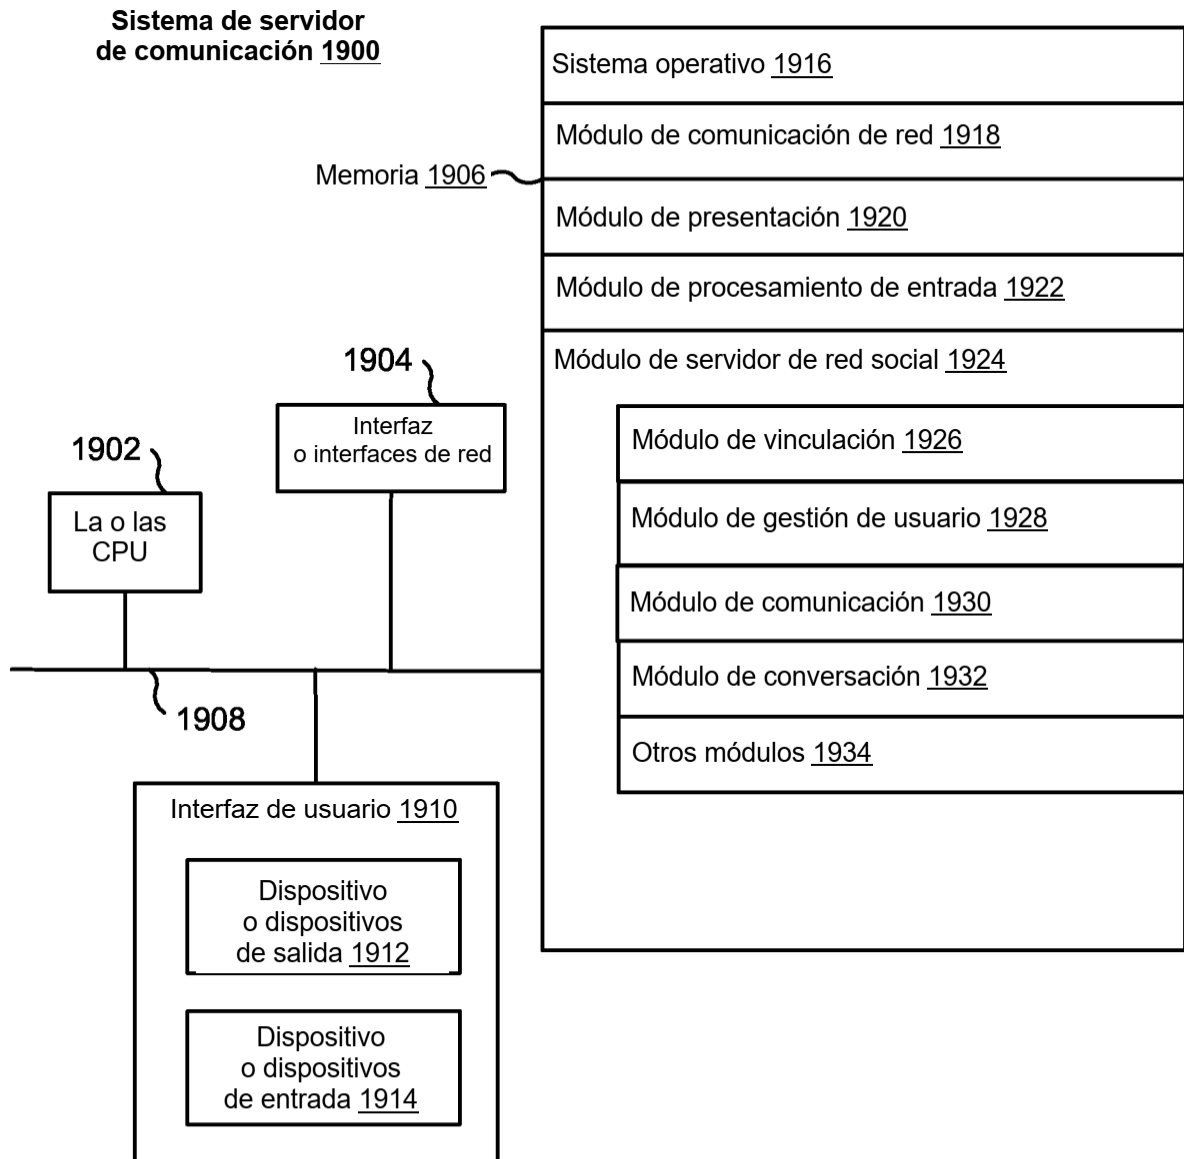 Sistema de servidor
de comunicación 1900
Sistema operativo 1916
Módulo de comunicación de red 1918
Memoria 1906
Módulo de presentación 1920
Módulo de procesamiento de entrada 1922
Módulo de servidor de red social 1924
Módulo de vinculación 1926
Módulo de gestión de usuario 1928
Módulo de comunicación 1930
Módulo de conversación 1932
Otros módulos 1934
1904
Interfaz
o interfaces de red
1902
La o las
CPU
1908
Interfaz de usuario 1910
Dispositivo
o dispositivos
de salida 1912
Dispositivo
o dispositivos
de entrada 1914